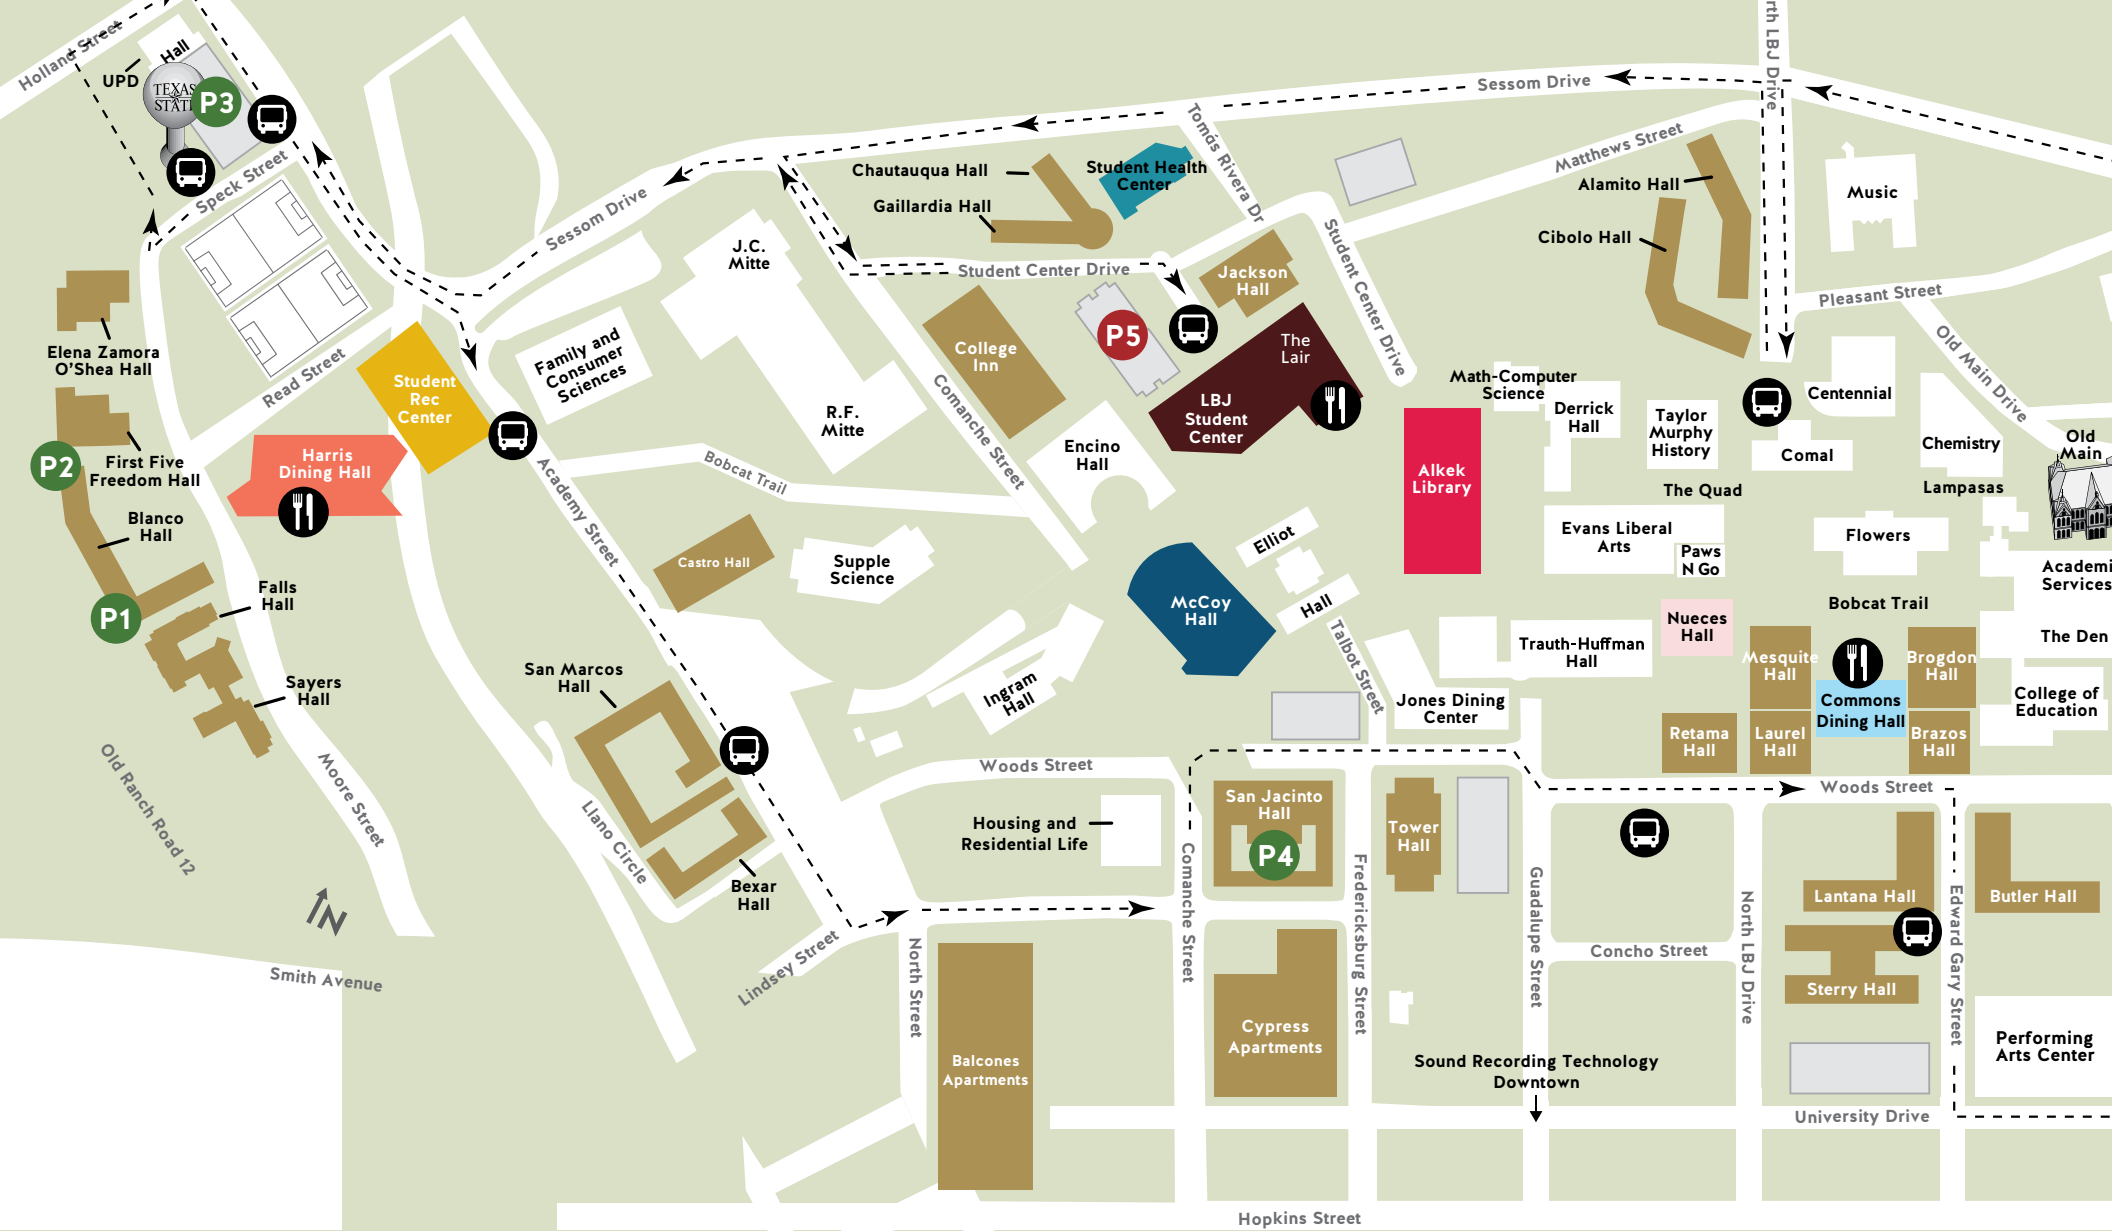 Holland Street
Hall
UPD
TEXAS
STATE
P3
Speck Street
Elena Zamora
O'Shea Hall
Read Street
P2
First Five
Freedom Hall
Blanco
Hall
P1
Falls
Hall
Sayers
Hall
Old Ranch Road 12
Moore Street
N
Smith Avenue
Harris
Dining Hall
Student
Rec
Center
Sessom Drive
Family and
Consumer
Sciences
J.C.
Mitte
R.F.
Mitte
Bobcat Trail
Academy Street
Castro Hall
Supple
Science
San Marcos
Hall
Llano Circle
Bexar
Hall
Lindsey Street
Ingram
Hall
Chautauqua Hall
Gaillardia Hall
Student Health
Center
Tomás Rivera Dr
Sessom Drive
Student Center Drive
College
Inn
Comanche Street
P5
Jackson
Hall
The
Lair
LBJ
Student
Center
Encino
Hall
Student Center Drive
Matthews Street
rth LBJ Drive
Alamito Hall
Cibolo Hall
Music
Pleasant Street
Old Main Drive
Math-Computer
Science
Derrick
Hall
Taylor
Murphy
History
Centennial
Comal
Chemistry
Old
Main
Lampasas
The Quad
Alkek
Library
Evans Liberal
Arts
Paws
N Go
Flowers
Academi
Services
Elliot
Hall
McCoy
Hall
Talbot Street
Jones Dining
Center
Trauth-Huffman
Hall
Nueces
Hall
Bobcat Trail
The Den
Mesquite
Hall
Brogdon
Hall
Commons
Dining Hall
College of
Education
Retama
Hall
Laurel
Hall
Brazos
Hall
Woods Street
Woods Street
Housing and
Residential Life
San Jacinto
Hall
P4
Tower
Hall
Comanche Street
Fredericksburg Street
Guadalupe Street
North LBJ Drive
Edward Gary Street
North Street
Lantana Hall
Butler Hall
Concho Street
Sterry Hall
Balcones
Apartments
Cypress
Apartments
Sound Recording Technology
Downtown
Performing
Arts Center
University Drive
Hopkins Street